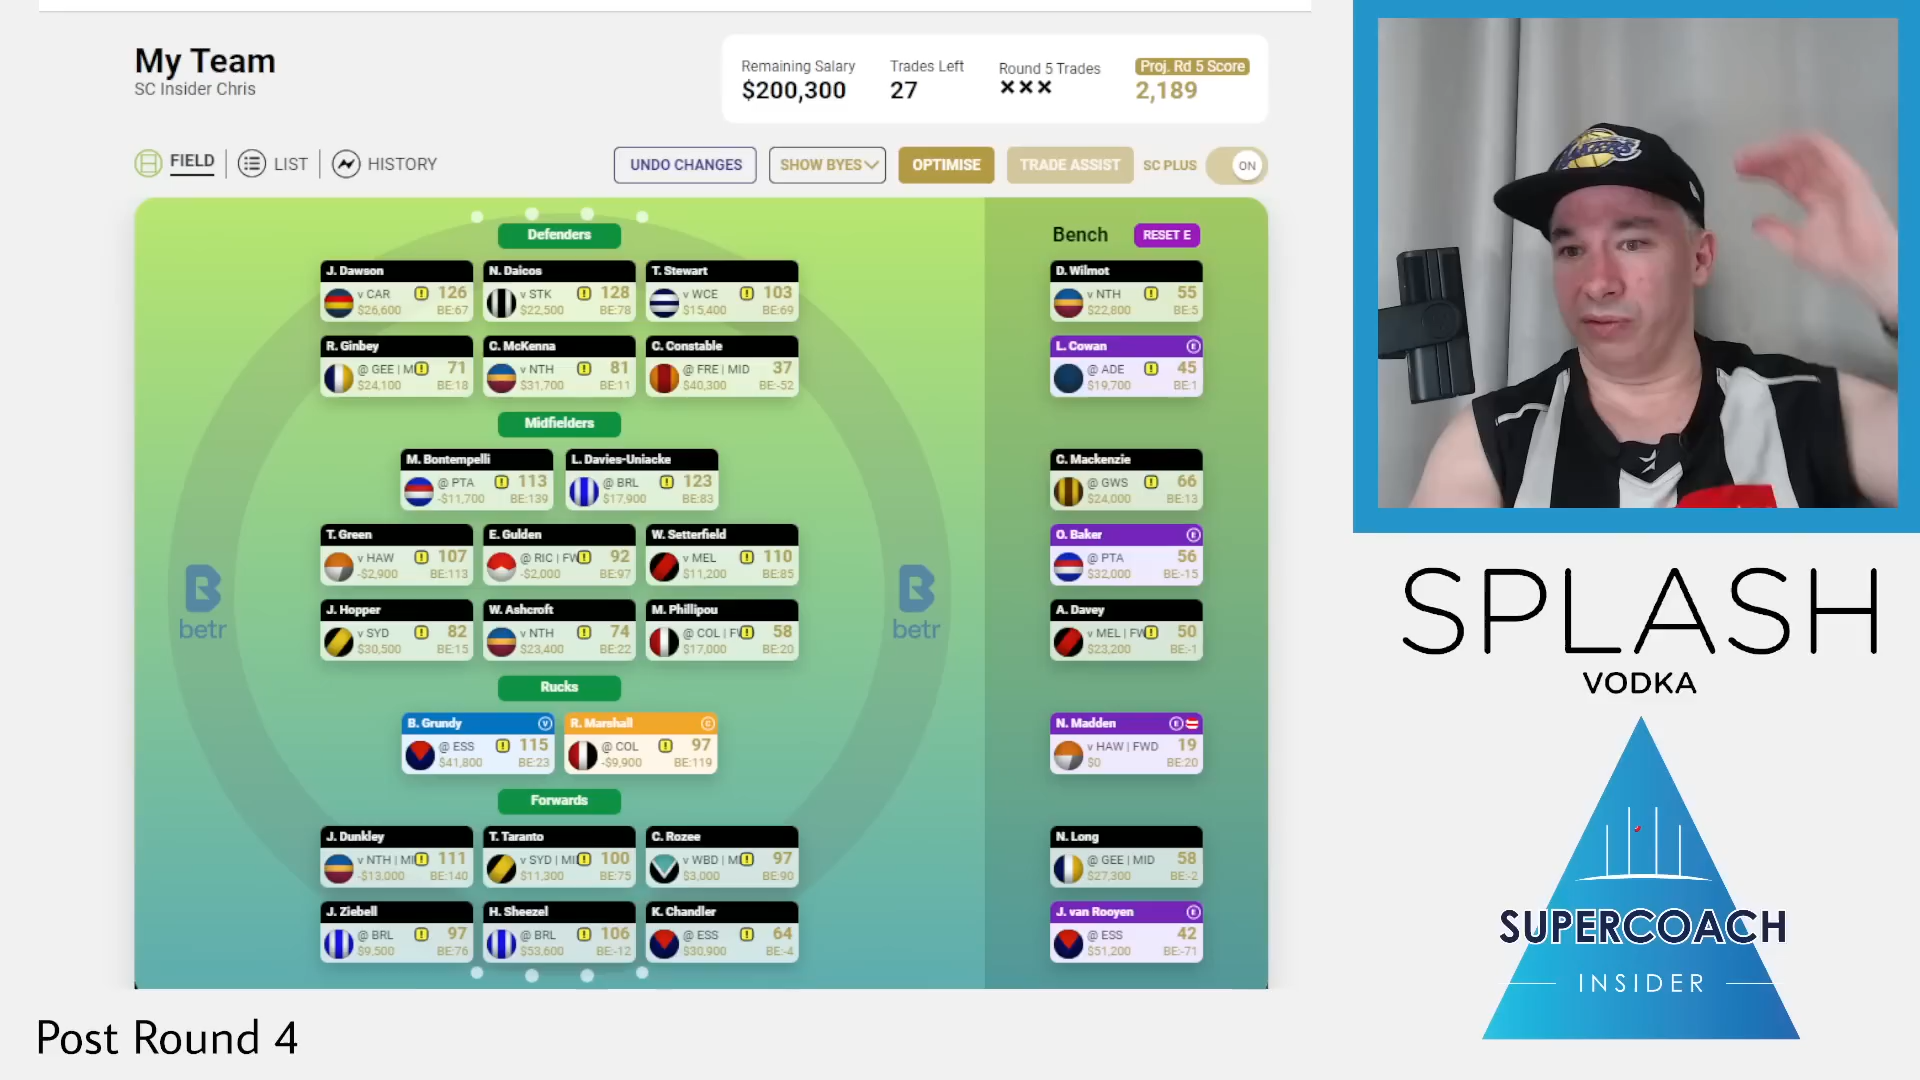 My Team
SC Insider Chris
Remaining Salary
$200,300
Trades Left
27
Round 5 Trades
×××
Proj. Rd 5 Score
2,189
FIELD
LIST
HISTORY
UNDO CHANGES
SHOW BYES
OPTIMISE
TRADE ASSIST
SC PLUS
ON
Defenders
Bench
RESET E
J. Dawson
v CAR ! 126
$26,600 BE:67
N. Daicos
v STK ! 128
$22,500 BE:78
T. Stewart
v WCE ! 103
$15,400 BE:69
D. Wilmot
v NTH ! 55
$22,800 BE:5
R. Ginbey
@ GEE | M ! 71
$24,100 BE:18
C. McKenna
v NTH ! 81
$31,700 BE:11
C. Constable
@ FRE | MID 37
$40,300 BE:-52
L. Cowan E
@ ADE ! 45
$19,700 BE:1
Midfielders
M. Bontempelli
@ PTA ! 113
-$11,700 BE:139
L. Davies-Uniacke
@ BRL ! 123
$17,900 BE:83
C. Mackenzie
@ GWS ! 66
$24,000 BE:13
T. Green
v HAW ! 107
-$2,900 BE:113
E. Gulden
@ RIC | FW ! 92
-$2,000 BE:97
W. Setterfield
v MEL ! 110
$11,200 BE:85
O. Baker E
@ PTA 56
$32,000 BE:-15
J. Hopper
v SYD ! 82
$30,500 BE:15
W. Ashcroft
v NTH ! 74
$23,400 BE:22
M. Phillipou
@ COL | F ! 58
$17,000 BE:20
A. Davey
v MEL | FW ! 50
$23,200 BE:-1
betr
betr
Rucks
B. Grundy V
@ ESS ! 115
$41,800 BE:23
R. Marshall C
@ COL ! 97
-$9,900 BE:119
N. Madden E
v HAW | FWD 19
$0 BE:20
Forwards
J. Dunkley
v NTH | MI ! 111
-$13,000 BE:140
T. Taranto
v SYD | MI ! 100
$11,300 BE:75
C. Rozee
v WBD | M ! 97
$3,000 BE:90
N. Long
@ GEE | MID 58
$27,300 BE:-2
J. Ziebell
@ BRL ! 97
$9,500 BE:76
H. Sheezel
@ BRL ! 106
$53,600 BE:-12
K. Chandler
@ ESS ! 64
$30,900 BE:-4
J. van Rooyen E
@ ESS 42
$51,200 BE:-71
Post Round 4
SPLASH
VODKA
SUPERCOACH
INSIDER